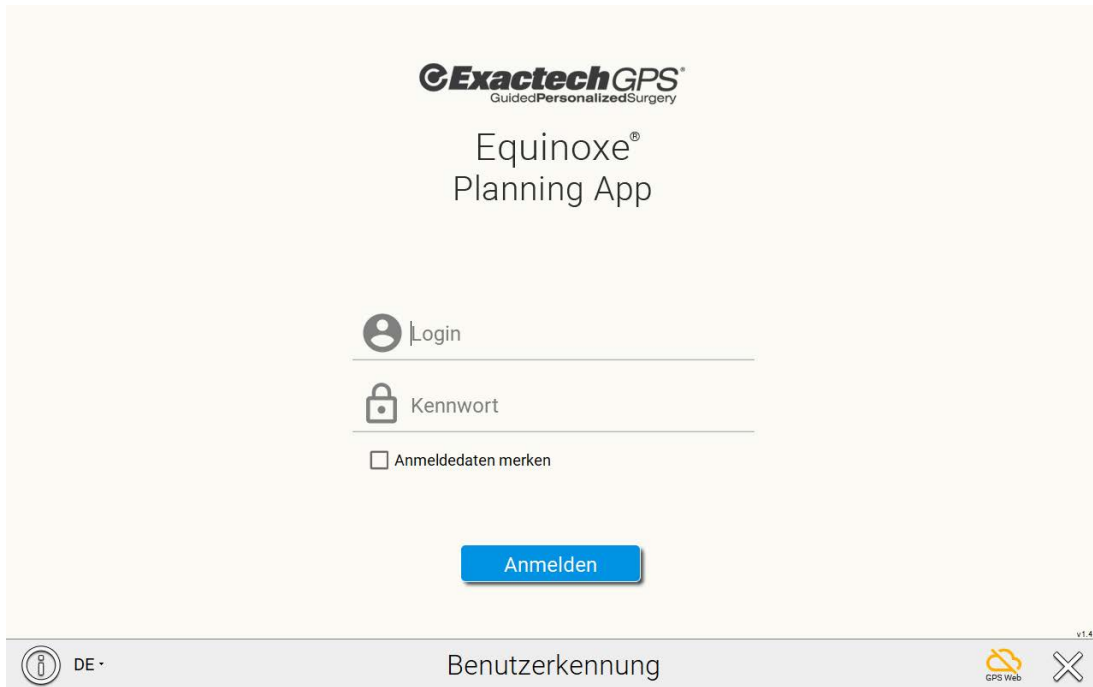 ExactechGPS®
GuidedPersonalizedSurgery
Equinoxe®
Planning App
Login
Kennwort
Anmeldedaten merken
Anmelden
v1.4
DE
Benutzerkennung
GPS Web